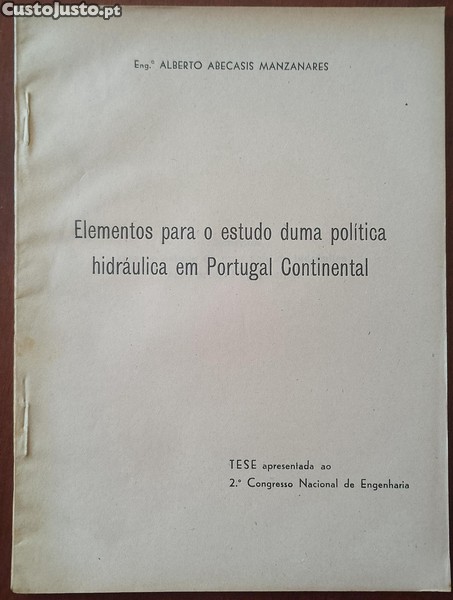 CustoJusto.pt
Eng.º ALBERTO ABECASIS MANZANARES
Elementos para o estudo duma política
hidráulica em Portugal Continental
TESE apresentada ao
2.º Congresso Nacional de Engenharia